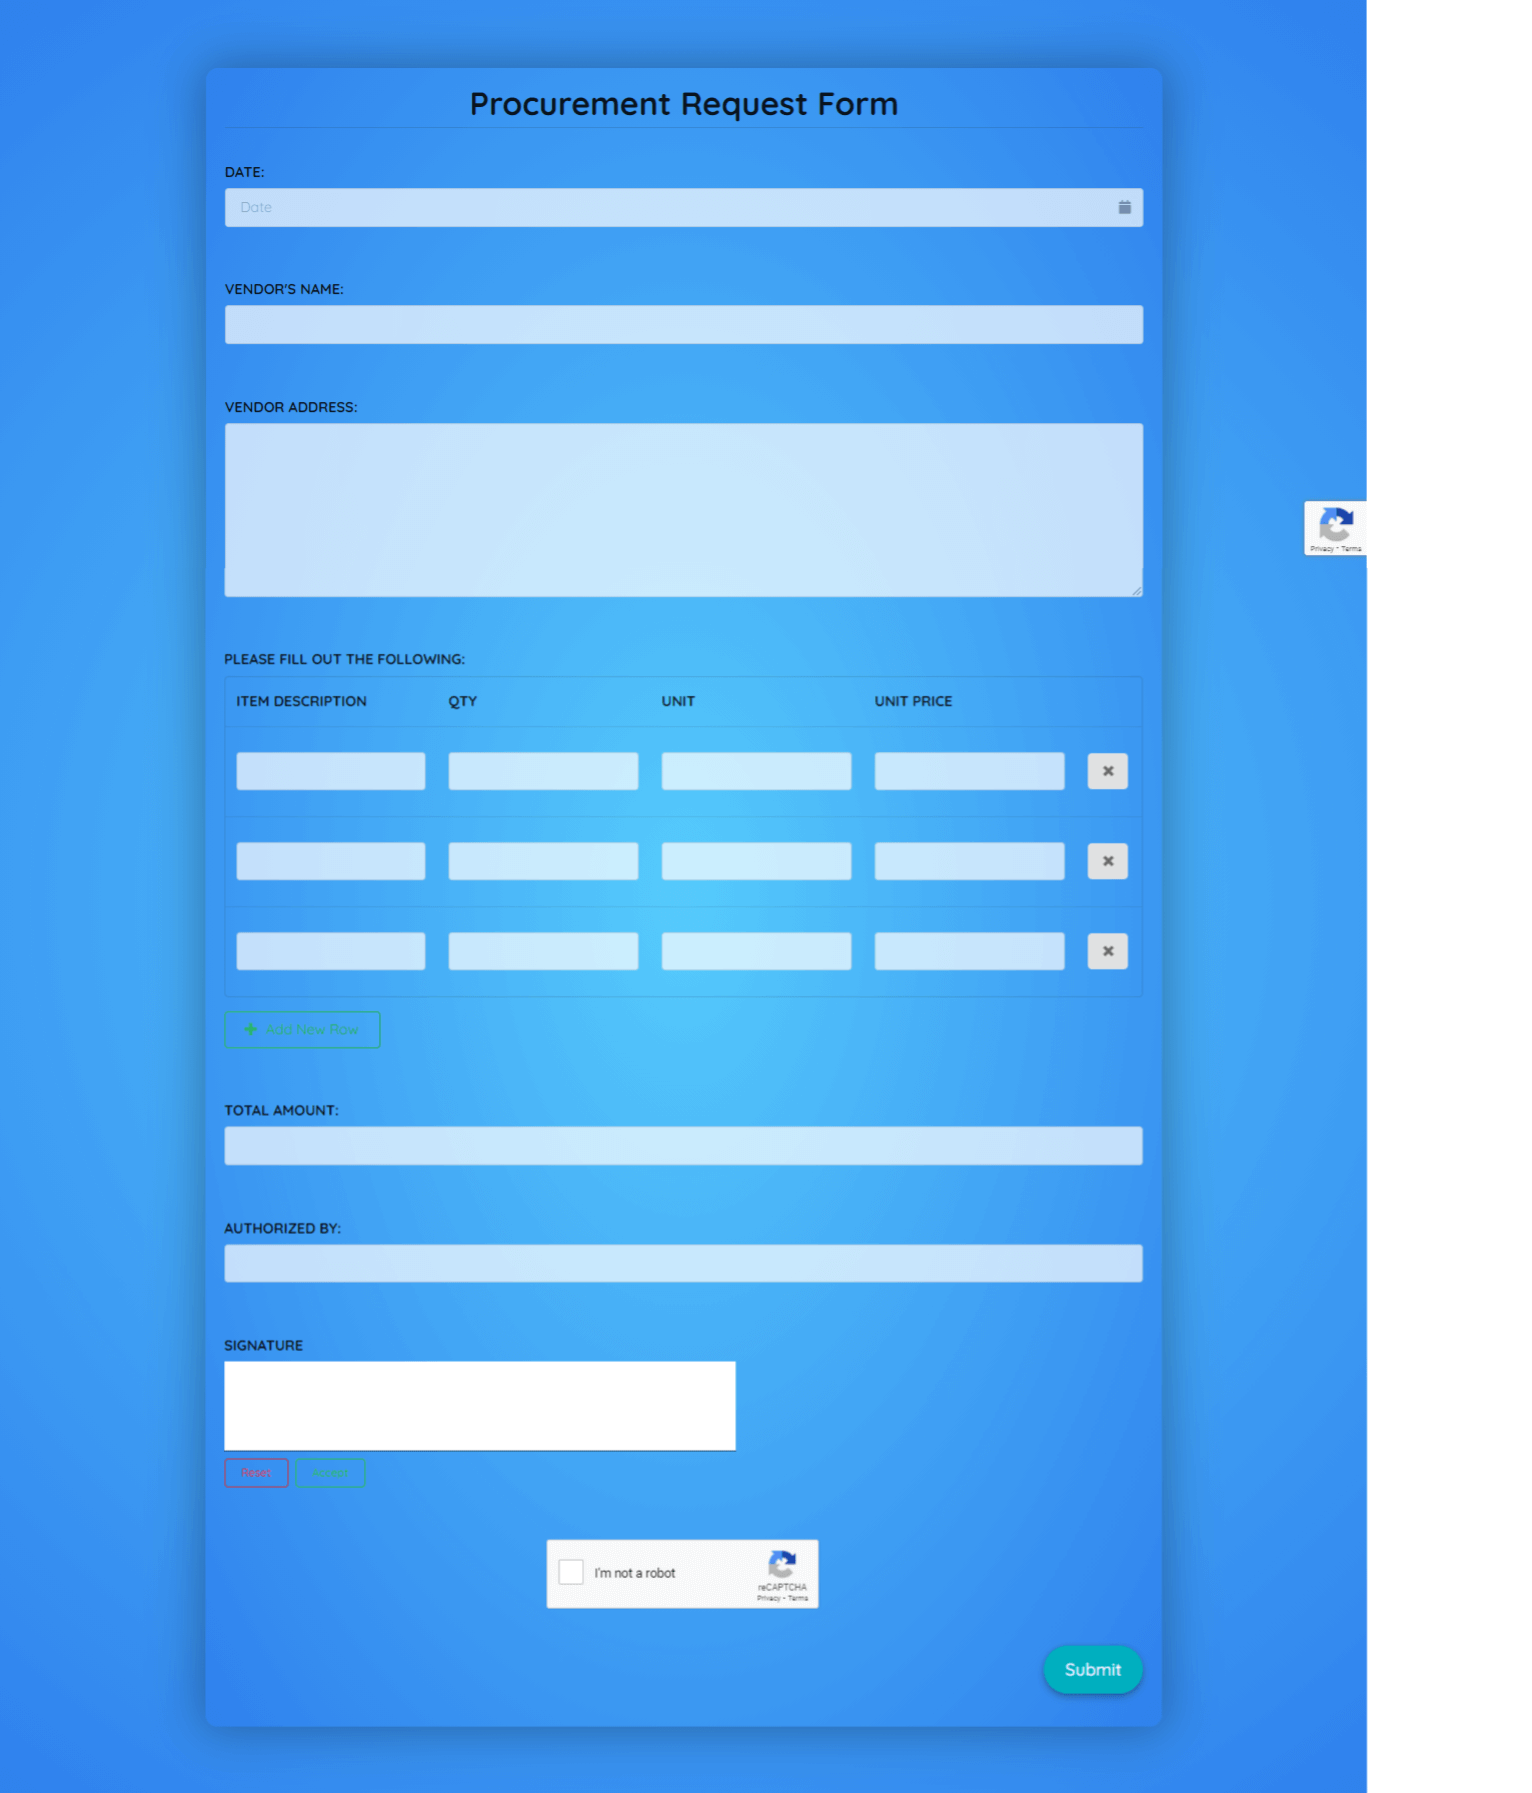 Procurement Request Form
DATE:
Date
VENDOR'S NAME:
VENDOR ADDRESS:
Privacy - Terms
PLEASE FILL OUT THE FOLLOWING:
ITEM DESCRIPTION QTY UNIT UNIT PRICE
Add New Row
TOTAL AMOUNT:
AUTHORIZED BY:
SIGNATURE
Reset Accept
I'm not a robot
reCAPTCHA
Privacy - Terms
Submit